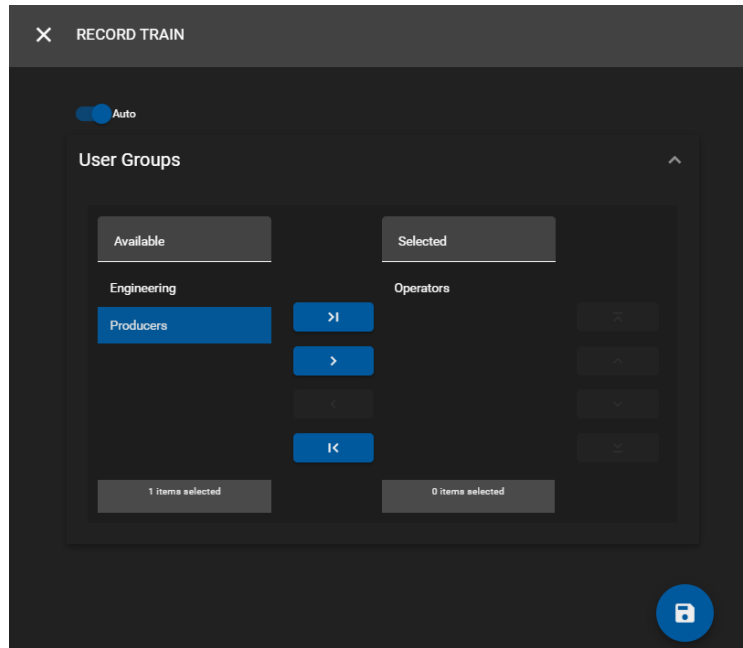 RECORD TRAIN
Auto
User Groups
Available
Selected
Engineering
Operators
Producers
1 items selected
0 items selected